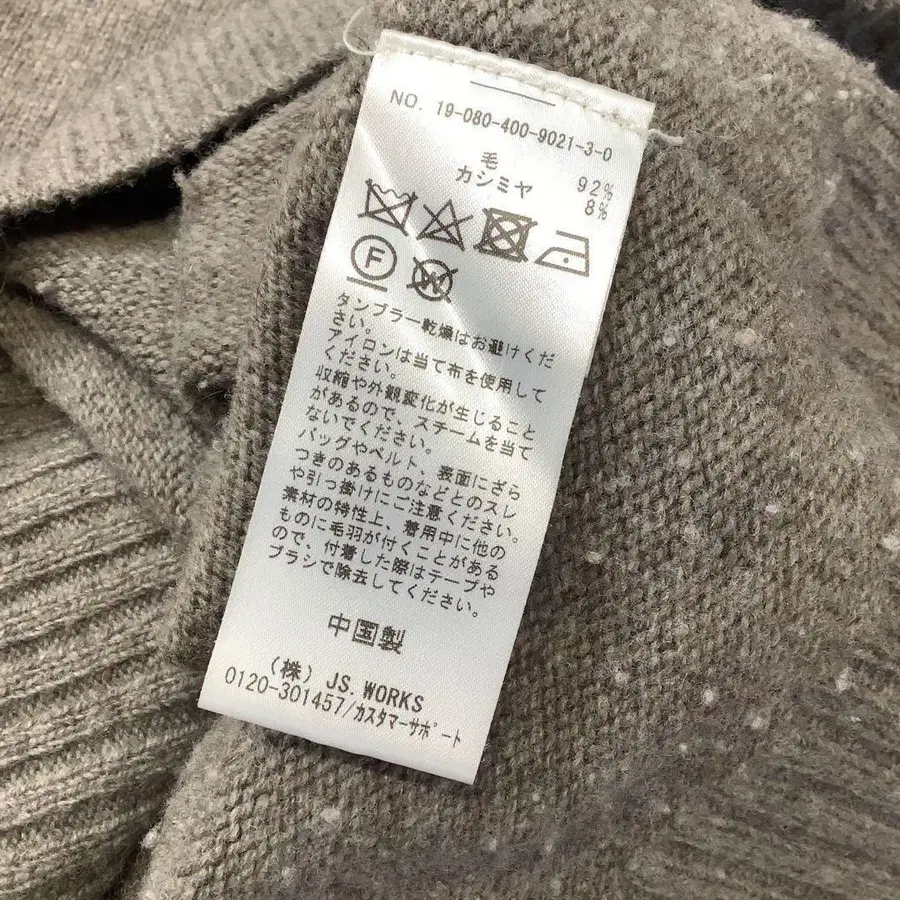 NO. 19-080-400-9021-3-0
毛 92%
カシミヤ 8%
F
W
タンブラー乾燥はお避けくだ
さい。
アイロンは当て布を使用して
ください。
収縮や外観変化が生じること
があるので、スチームを当て
ないでください。
バッグやベルト、表面にざら
つきのあるものなどとのスレ
や引っ掛けにご注意ください。
素材の特性上、着用中に他の
ものに毛羽が付くことがある
ので、付着した際はテープや
ブラシで除去してください。
中国製
(株) JS. WORKS
0120-301457/カスタマーサポート